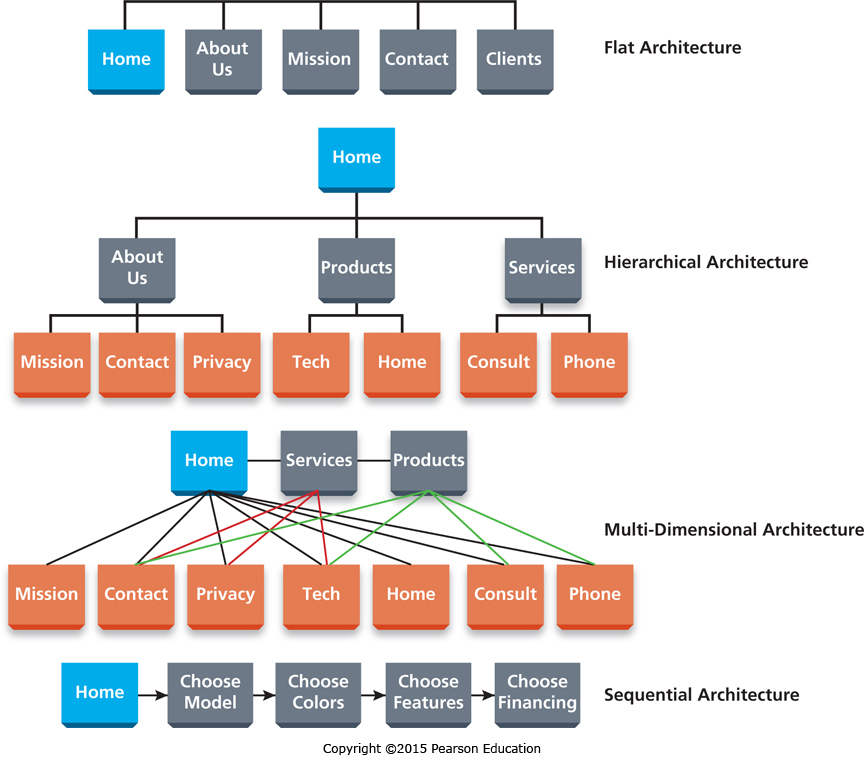 Home
About
Us
Mission
Contact
Clients
Flat Architecture
Home
About
Us
Products
Services
Hierarchical Architecture
Mission
Contact
Privacy
Tech
Home
Consult
Phone
Home
Services
Products
Multi-Dimensional Architecture
Mission
Contact
Privacy
Tech
Home
Consult
Phone
Home
Choose
Model
Choose
Colors
Choose
Features
Choose
Financing
Sequential Architecture
Copyright ©2015 Pearson Education